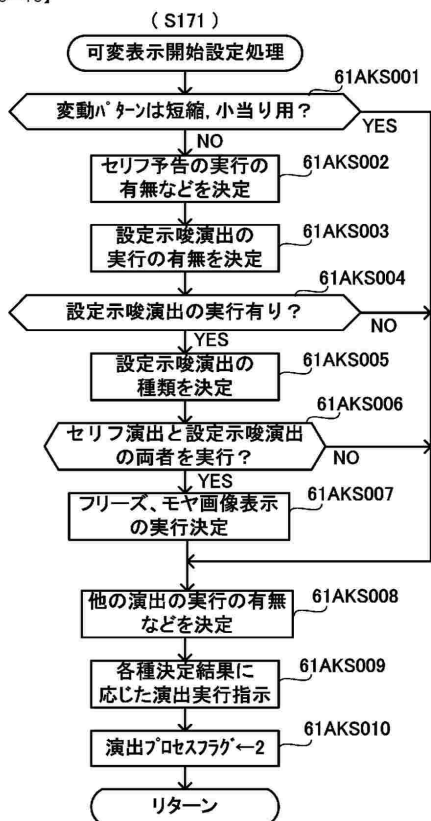 (S171)
可変表示開始設定処理
61AKS001
変動パターンは短縮,小当り用?
YES
NO
61AKS002
セリフ予告の実行の
有無などを決定
61AKS003
設定示唆演出の
実行の有無を決定
61AKS004
設定示唆演出の実行有り?
NO
YES
61AKS005
設定示唆演出の
種類を決定
61AKS006
セリフ演出と設定示唆演出
の両者を実行?
NO
YES
61AKS007
フリーズ、モヤ画像表示
の実行決定
61AKS008
他の演出の実行の有無
などを決定
61AKS009
各種決定結果に
応じた演出実行指示
61AKS010
演出プロセスフラグ←2
リターン